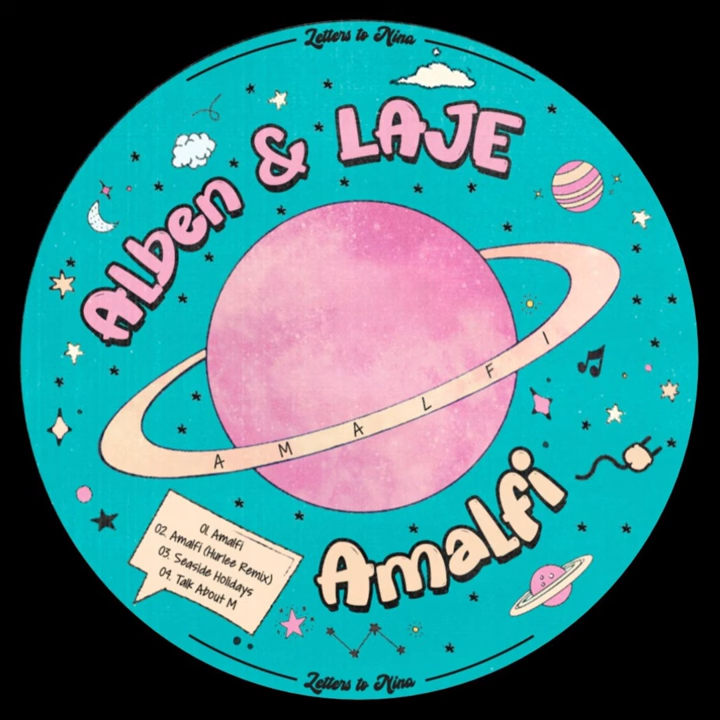 Letters to Nina
Alben & LAJE
AMALFI
Amalfi
01. Amalfi
02. Amalfi (Hurlee Remix)
03. Seaside Holidays
04. Talk About M
Letters to Nina